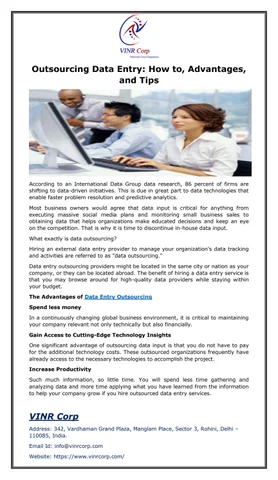 VINR Corp
Outsourcing Data Entry: How to, Advantages,
and Tips
According to an International Data Group data research, 86 percent of firms are
shifting to data-driven initiatives. This is due in great part to data technologies that
enable faster problem resolution and predictive analytics.
Most business owners would agree that data input is critical for anything from
executing massive social media plans and monitoring small business sales to
obtaining data that helps organizations make educated decisions and keep an eye
on the competition. That is why it is time to discontinue in-house data input.
What exactly is data outsourcing?
Hiring an external data entry provider to manage your organization's data tracking
and activities are referred to as "data outsourcing."
Data entry outsourcing providers might be located in the same city or nation as your
company, or they can be located abroad. The benefit of hiring a data entry service is
that you may browse around for high-quality data providers while staying within
your budget.
The Advantages of Data Entry Outsourcing
Spend less money
In a continuously changing global business environment, it is critical to maintaining
your company relevant not only technically but also financially.
Gain Access to Cutting-Edge Technology Insights
One significant advantage of outsourcing data input is that you do not have to pay
for the additional technology costs. These outsourced organizations frequently have
already access to the necessary technologies to accomplish the project.
Increase Productivity
Such much information, so little time. You will spend less time gathering and
analyzing data and more time applying what you have learned from the information
to help your company grow if you hire outsourced data entry services.
VINR Corp
Address: 342, Vardhaman Grand Plaza, Manglam Place, Sector 3, Rohini, Delhi –
110085, India.
Email Id: info@vinrcorp.com
Website: https://www.vinrcorp.com/